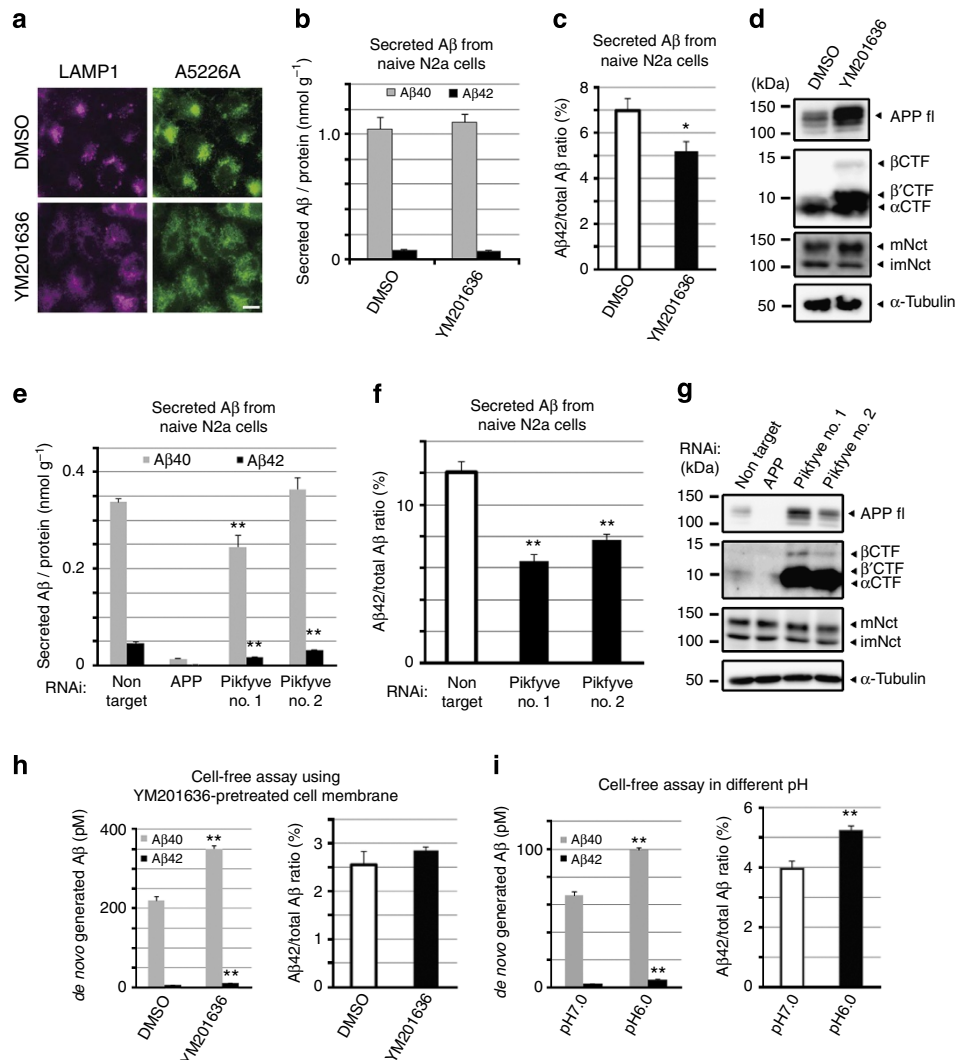 a
LAMP1
A5226A
DMSO
YM201636
b
Secreted Aβ from
naive N2a cells
Aβ40
Aβ42
Secreted Aβ / protein (nmol g⁻¹)
1.0
0
DMSO
YM201636
c
Secreted Aβ from
naive N2a cells
Aβ42/total Aβ ratio (%)
8
6
4
2
0
*
DMSO
YM201636
d
DMSO
YM201636
(kDa)
150
100
APP fl
15
10
βCTF
β′CTF
αCTF
150
100
mNct
imNct
50
α-Tubulin
e
Secreted Aβ from
naive N2a cells
Aβ40
Aβ42
Secreted Aβ / protein (nmol g⁻¹)
0.4
0.2
0
**
**
**
RNAi:
Non target
APP
Pikfyve no. 1
Pikfyve no. 2
f
Secreted Aβ from
naive N2a cells
Aβ42/total Aβ ratio (%)
10
0
**
**
RNAi:
Non target
Pikfyve no. 1
Pikfyve no. 2
g
RNAi:
(kDa)
Non target
APP
Pikfyve no. 1
Pikfyve no. 2
150
100
APP fl
15
10
βCTF
β′CTF
αCTF
150
100
mNct
imNct
50
α-Tubulin
h
Cell-free assay using
YM201636-pretreated cell membrane
de novo generated Aβ (pM)
400
200
0
Aβ40
Aβ42
**
**
DMSO
YM201636
Aβ42/total Aβ ratio (%)
3
2
1
1
0
DMSO
YM201636
i
Cell-free assay in different pH
de novo generated Aβ (pM)
100
0
Aβ40
Aβ42
**
**
pH7.0
pH6.0
Aβ42/total Aβ ratio (%)
6
5
4
3
2
1
0
**
pH7.0
pH6.0